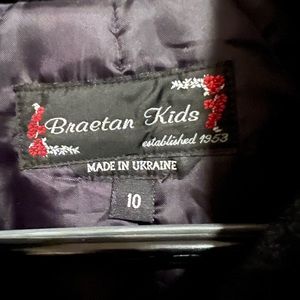 Braetan Kids
established 1953
MADE IN UKRAINE
10